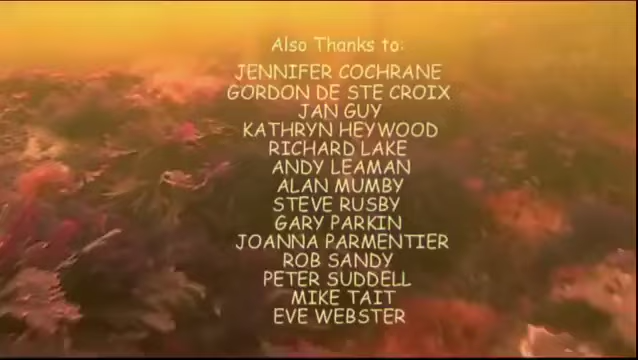 Also Thanks to:
JENNIFER COCHRANE
GORDON DE STE CROIX
JAN GUY
KATHRYN HEYWOOD
RICHARD LAKE
ANDY LEAMAN
ALAN MUMBY
STEVE RUSBY
GARY PARKIN
JOANNA PARMENTIER
ROB SANDY
PETER SUDDELL
MIKE TAIT
EVE WEBSTER